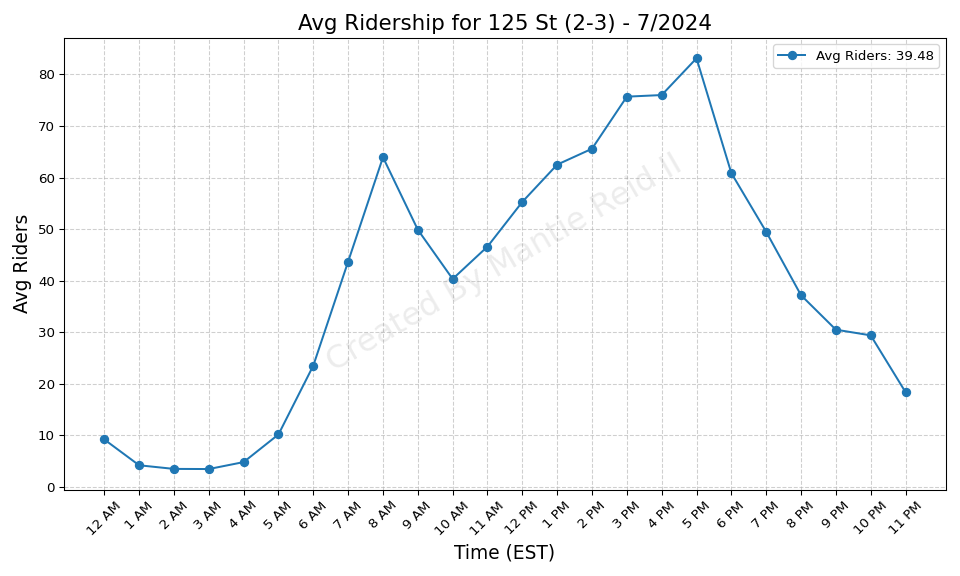 Avg Ridership for 125 St (2-3) - 7/2024
Avg Riders: 39.48
Avg Riders
80
70
60
50
40
30
20
10
0
Created By Mantie Reid II
12 AM
1 AM
2 AM
3 AM
4 AM
5 AM
6 AM
7 AM
8 AM
9 AM
10 AM
11 AM
12 PM
1 PM
2 PM
3 PM
4 PM
5 PM
6 PM
7 PM
8 PM
9 PM
10 PM
11 PM
Time (EST)